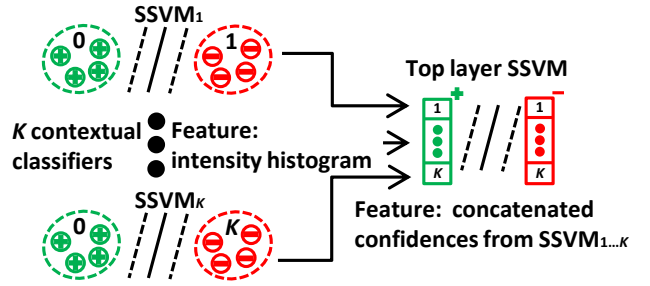 SSVM1
0
1
Top layer SSVM
K contextual
classifiers
Feature:
intensity histogram
1
K
1
K
SSVMK
0
K
Feature: concatenated
confidences from SSVM1...K